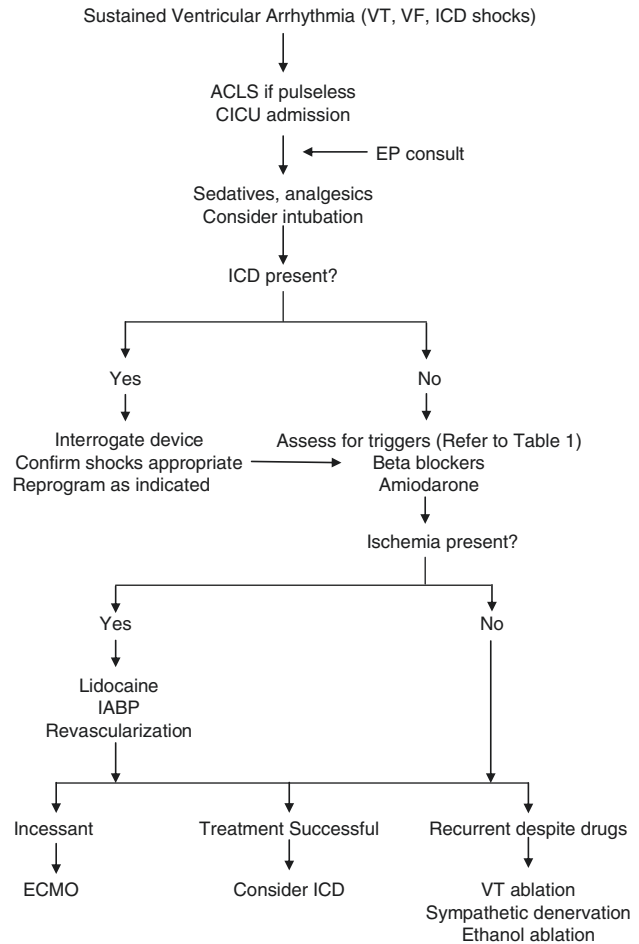 Sustained Ventricular Arrhythmia (VT, VF, ICD shocks)
ACLS if pulseless
CICU admission
EP consult
Sedatives, analgesics
Consider intubation
ICD present?
Yes
No
Interrogate device
Confirm shocks appropriate
Reprogram as indicated
Assess for triggers (Refer to Table 1)
Beta blockers
Amiodarone
Ischemia present?
Yes
No
Lidocaine
IABP
Revascularization
Incessant
Treatment Successful
Recurrent despite drugs
ECMO
Consider ICD
VT ablation
Sympathetic denervation
Ethanol ablation